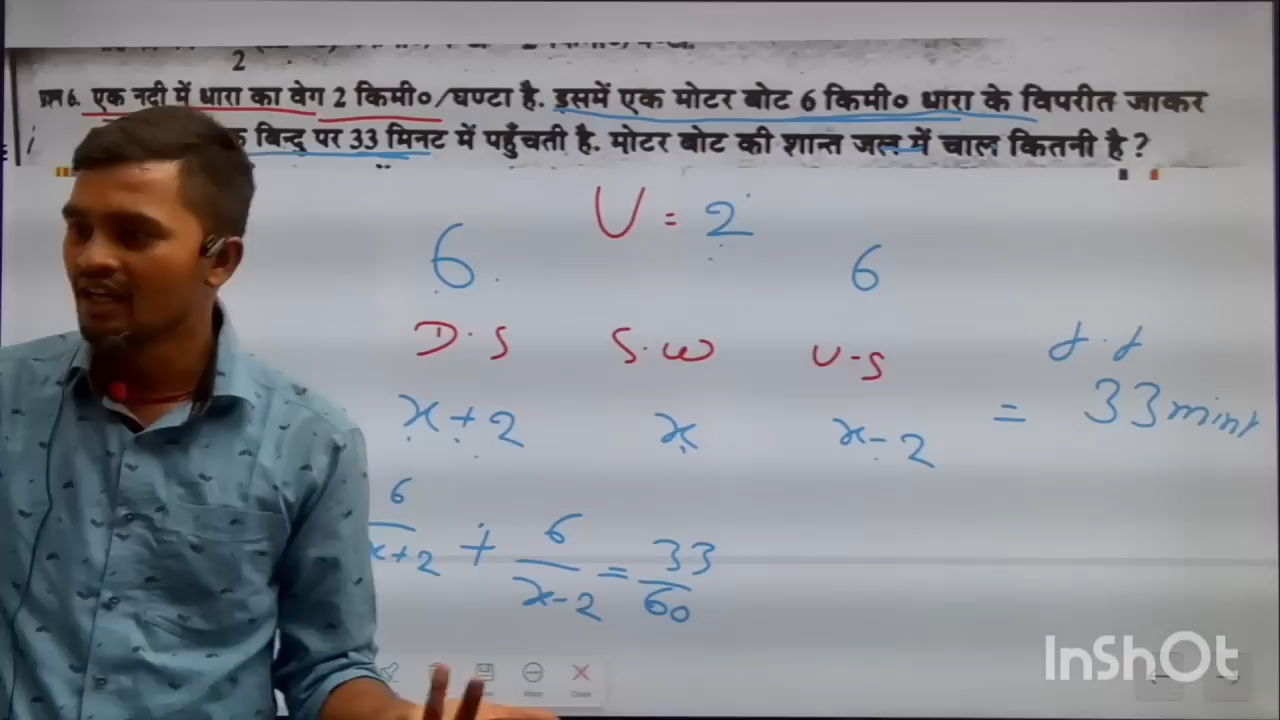 2
प्रश्न 6. एक नदी में धारा का वेग 2 किमी०/घण्टा है. इसमें एक मोटर बोट 6 किमी० धारा के विपरीत जाकर
बिन्दु पर 33 मिनट में पहुँचती है. मोटर बोट की शान्त जल में चाल कितनी है?
U = 2
6 6
D.S S.W U-S
x+2 x x-2 = 33 mint
6/x+2 + 6/x-2 = 33/60
InShOt